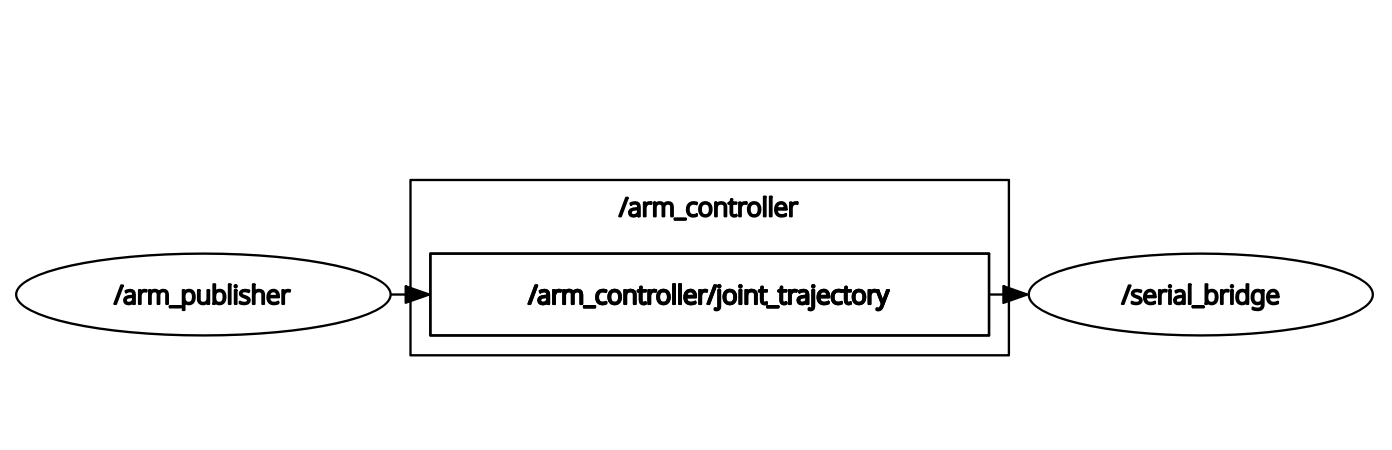 /arm_controller
/arm_publisher
/arm_controller/joint_trajectory
/serial_bridge